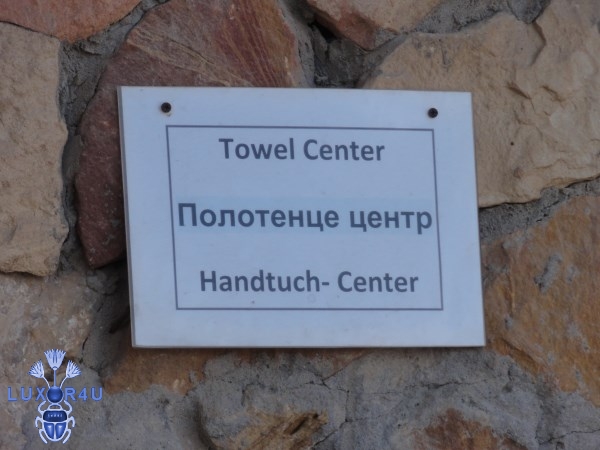 Towel Center
Полотенце центр
Handtuch- Center
LUXOR4U